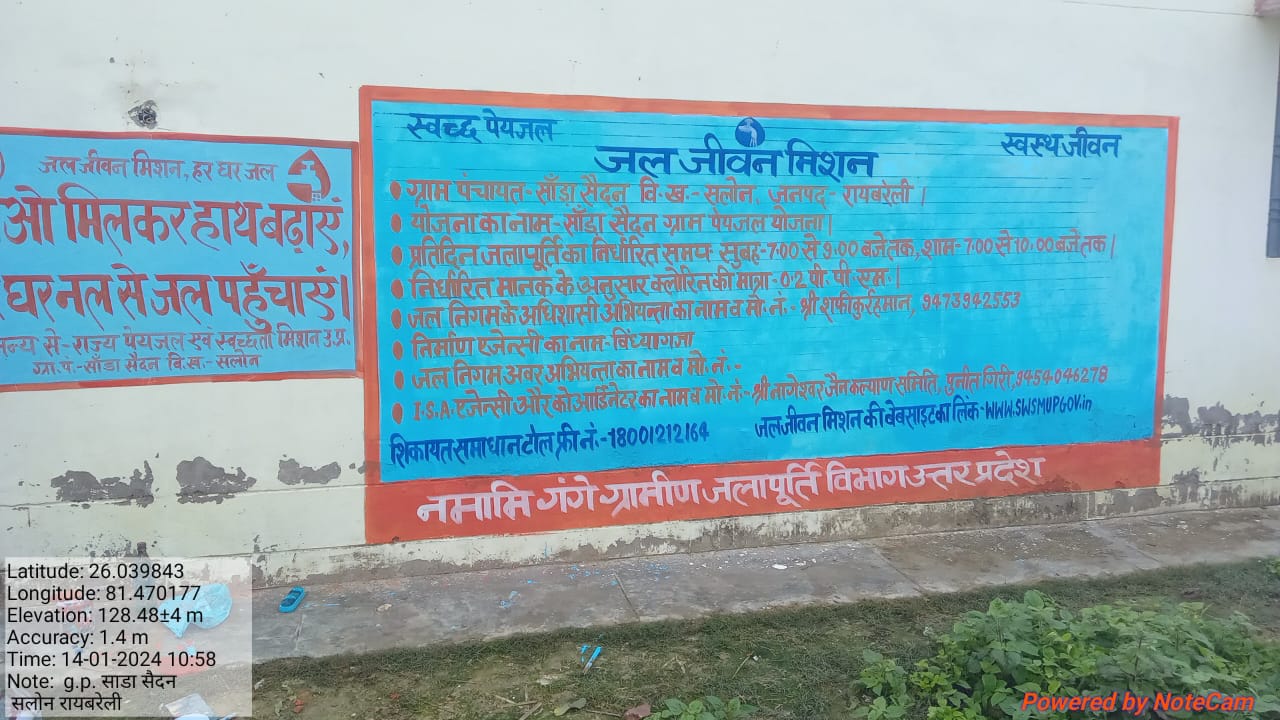 जल जीवन मिशन, हर घर जल
ओ मिलकर हाथ बढ़ाएं,
घर नल से जल पहुँचाएं।
न्य से- राज्य पेयजल एवं स्वच्छता मिशन उ.प्र.
ग्रा.पं.-साँडा सैदन वि.ख.- सलोन
स्वच्छ पेयजल
स्वस्थ जीवन
जल जीवन मिशन
• ग्राम पंचायत- साँड़ा सैदन वि.ख.- सलोन, जनपद- रायबरेली ।
• योजना का नाम- साँडा सैदन ग्राम पेयजल योजना।
• प्रतिदिन जलापूर्ति का निर्धारित समय- सुबह-7:00 से 9:00 बजे तक, शाम- 7:00 से 10:00 बजे तक।
• निर्धारित मानक के अनुसार क्लोरिन की मात्रा- 0.2 पी. पी. एम.।
• जल निगम के अधिशासी अभियन्ता का नाम व मो. नं.- श्री शफीकुर्रहमान, 9473942553
• निर्माण एजेन्सी का नाम- विंध्या गजा
• जल निगम अवर अभियन्ता का नाम व मो. नं.-
• I.S.A. एजेन्सी और कोआर्डिनेटर का नाम व मो. नं- श्री नागेश्वर जैन कल्याण समिति, पुनीत गिरी, 9454046278
शिकायत समाधान टोल फ्री नं.-18001212164
जल जीवन मिशन की बेबसाइट का लिंक-WWW.SWSMUPGOV.in
नमामि गंगे ग्रामीण जलापूर्ति विभाग उत्तर प्रदेश
Latitude: 26.039843
Longitude: 81.470177
Elevation: 128.48±4 m
Accuracy: 1.4 m
Time: 14-01-2024 10:58
Note: g.p. साडा सैदन
सलोन रायबरेली
Powered by NoteCam